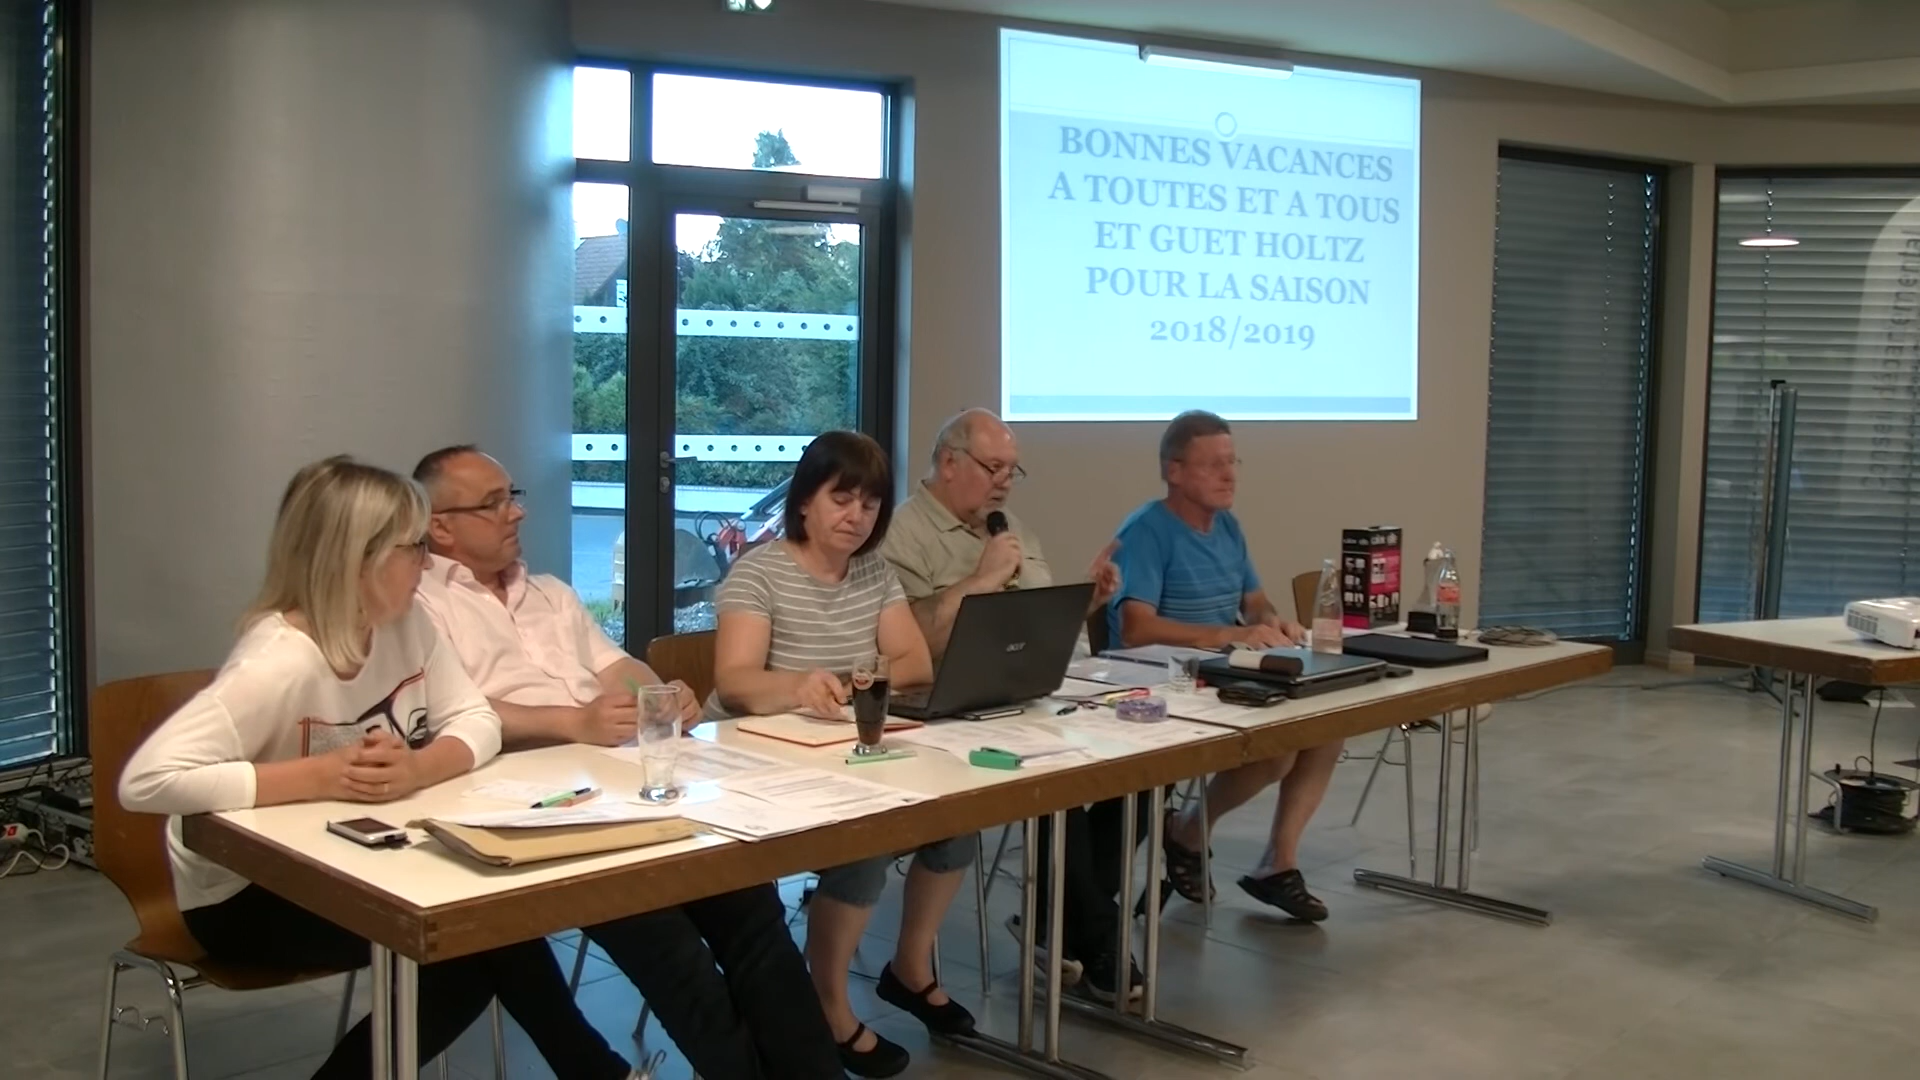 BONNES VACANCES
A TOUTES ET A TOUS
ET GUET HOLTZ
POUR LA SAISON
2018/2019
acer